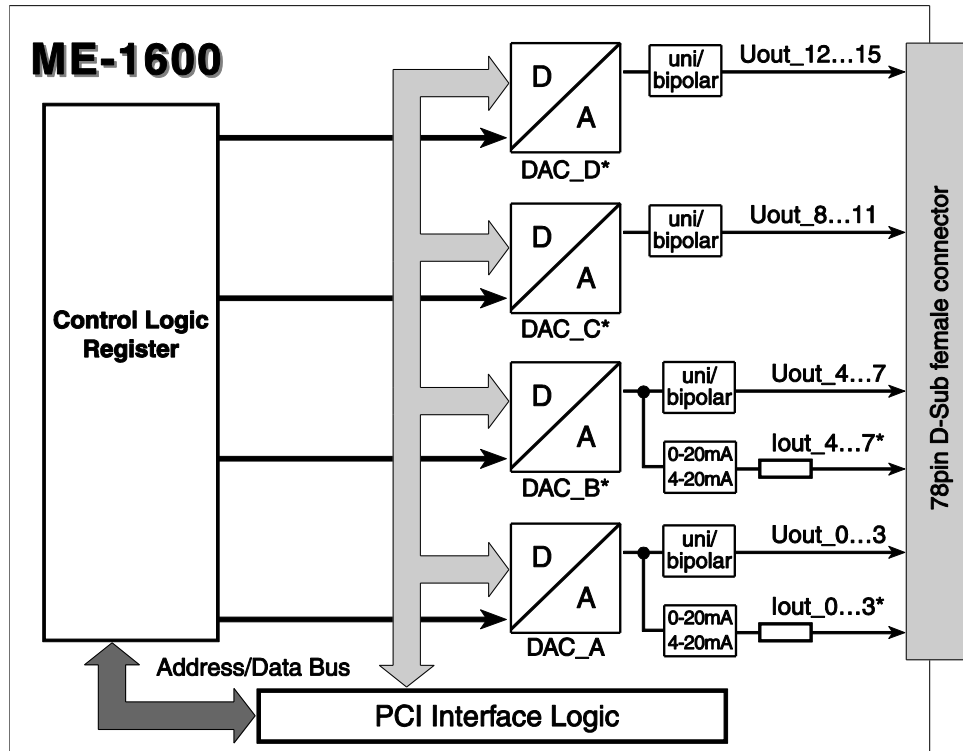 ME-1600
Control Logic
Register
Address/Data Bus
PCI Interface Logic
D
A
DAC_D*
uni/
bipolar
Uout_12...15
D
A
DAC_C*
uni/
bipolar
Uout_8...11
D
A
DAC_B*
uni/
bipolar
Uout_4...7
0-20mA
4-20mA
Iout_4...7*
D
A
DAC_A
uni/
bipolar
Uout_0...3
0-20mA
4-20mA
Iout_0...3*
78pin D-Sub female connector